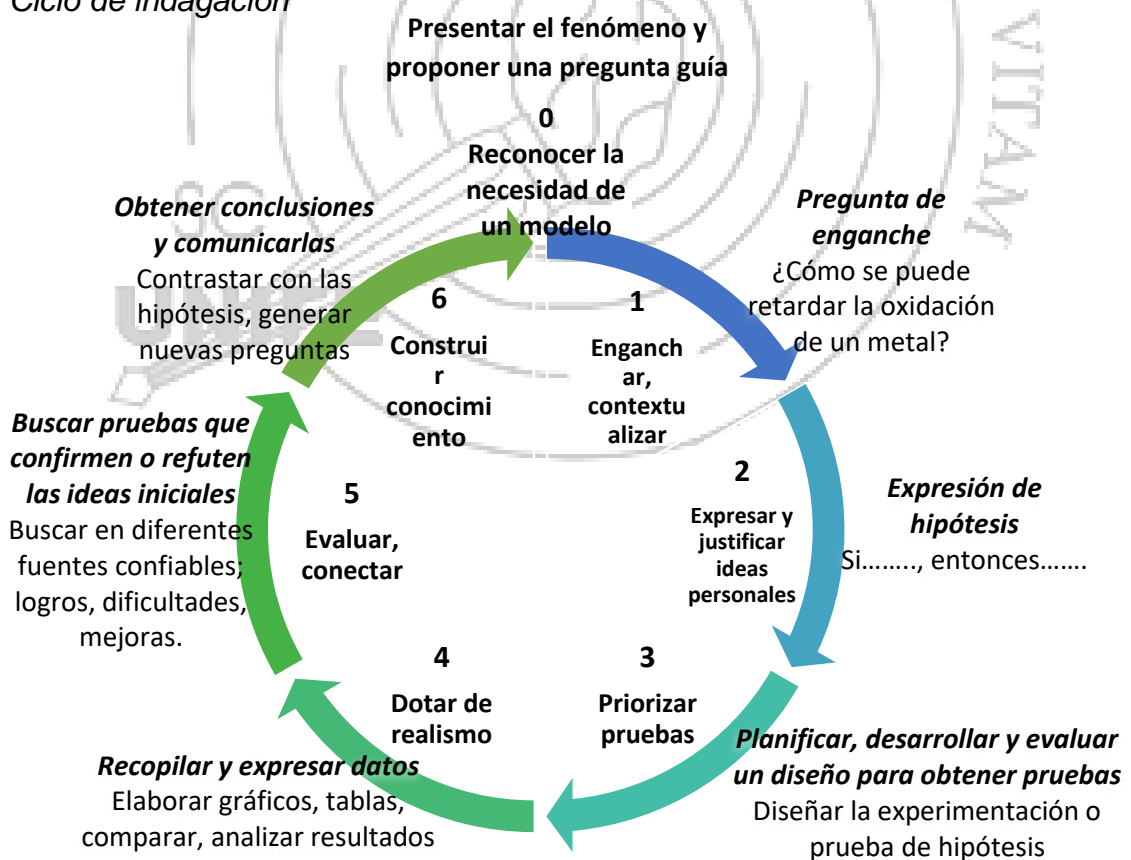 Ciclo de indagación
Presentar el fenómeno y
proponer una pregunta guía
0
Reconocer la
necesidad de
un modelo
Pregunta de
enganche
¿Cómo se puede
retardar la oxidación
de un metal?
1
Enganch
ar,
contextu
alizar
Expresión de
hipótesis
Si…….., entonces…….
2
Expresar y
justificar
ideas
personales
Planificar, desarrollar y evaluar
un diseño para obtener pruebas
Diseñar la experimentación o
prueba de hipótesis
3
Priorizar
pruebas
Recopilar y expresar datos
Elaborar gráficos, tablas,
comparar, analizar resultados
4
Dotar de
realismo
Buscar pruebas que
confirmen o refuten
las ideas iniciales
Buscar en diferentes
fuentes confiables;
logros, dificultades,
mejoras.
5
Evaluar,
conectar
Obtener conclusiones
y comunicarlas
Contrastar con las
hipótesis, generar
nuevas preguntas
6
Construi
r
conocimi
ento
VITAM
SC
UNIFE